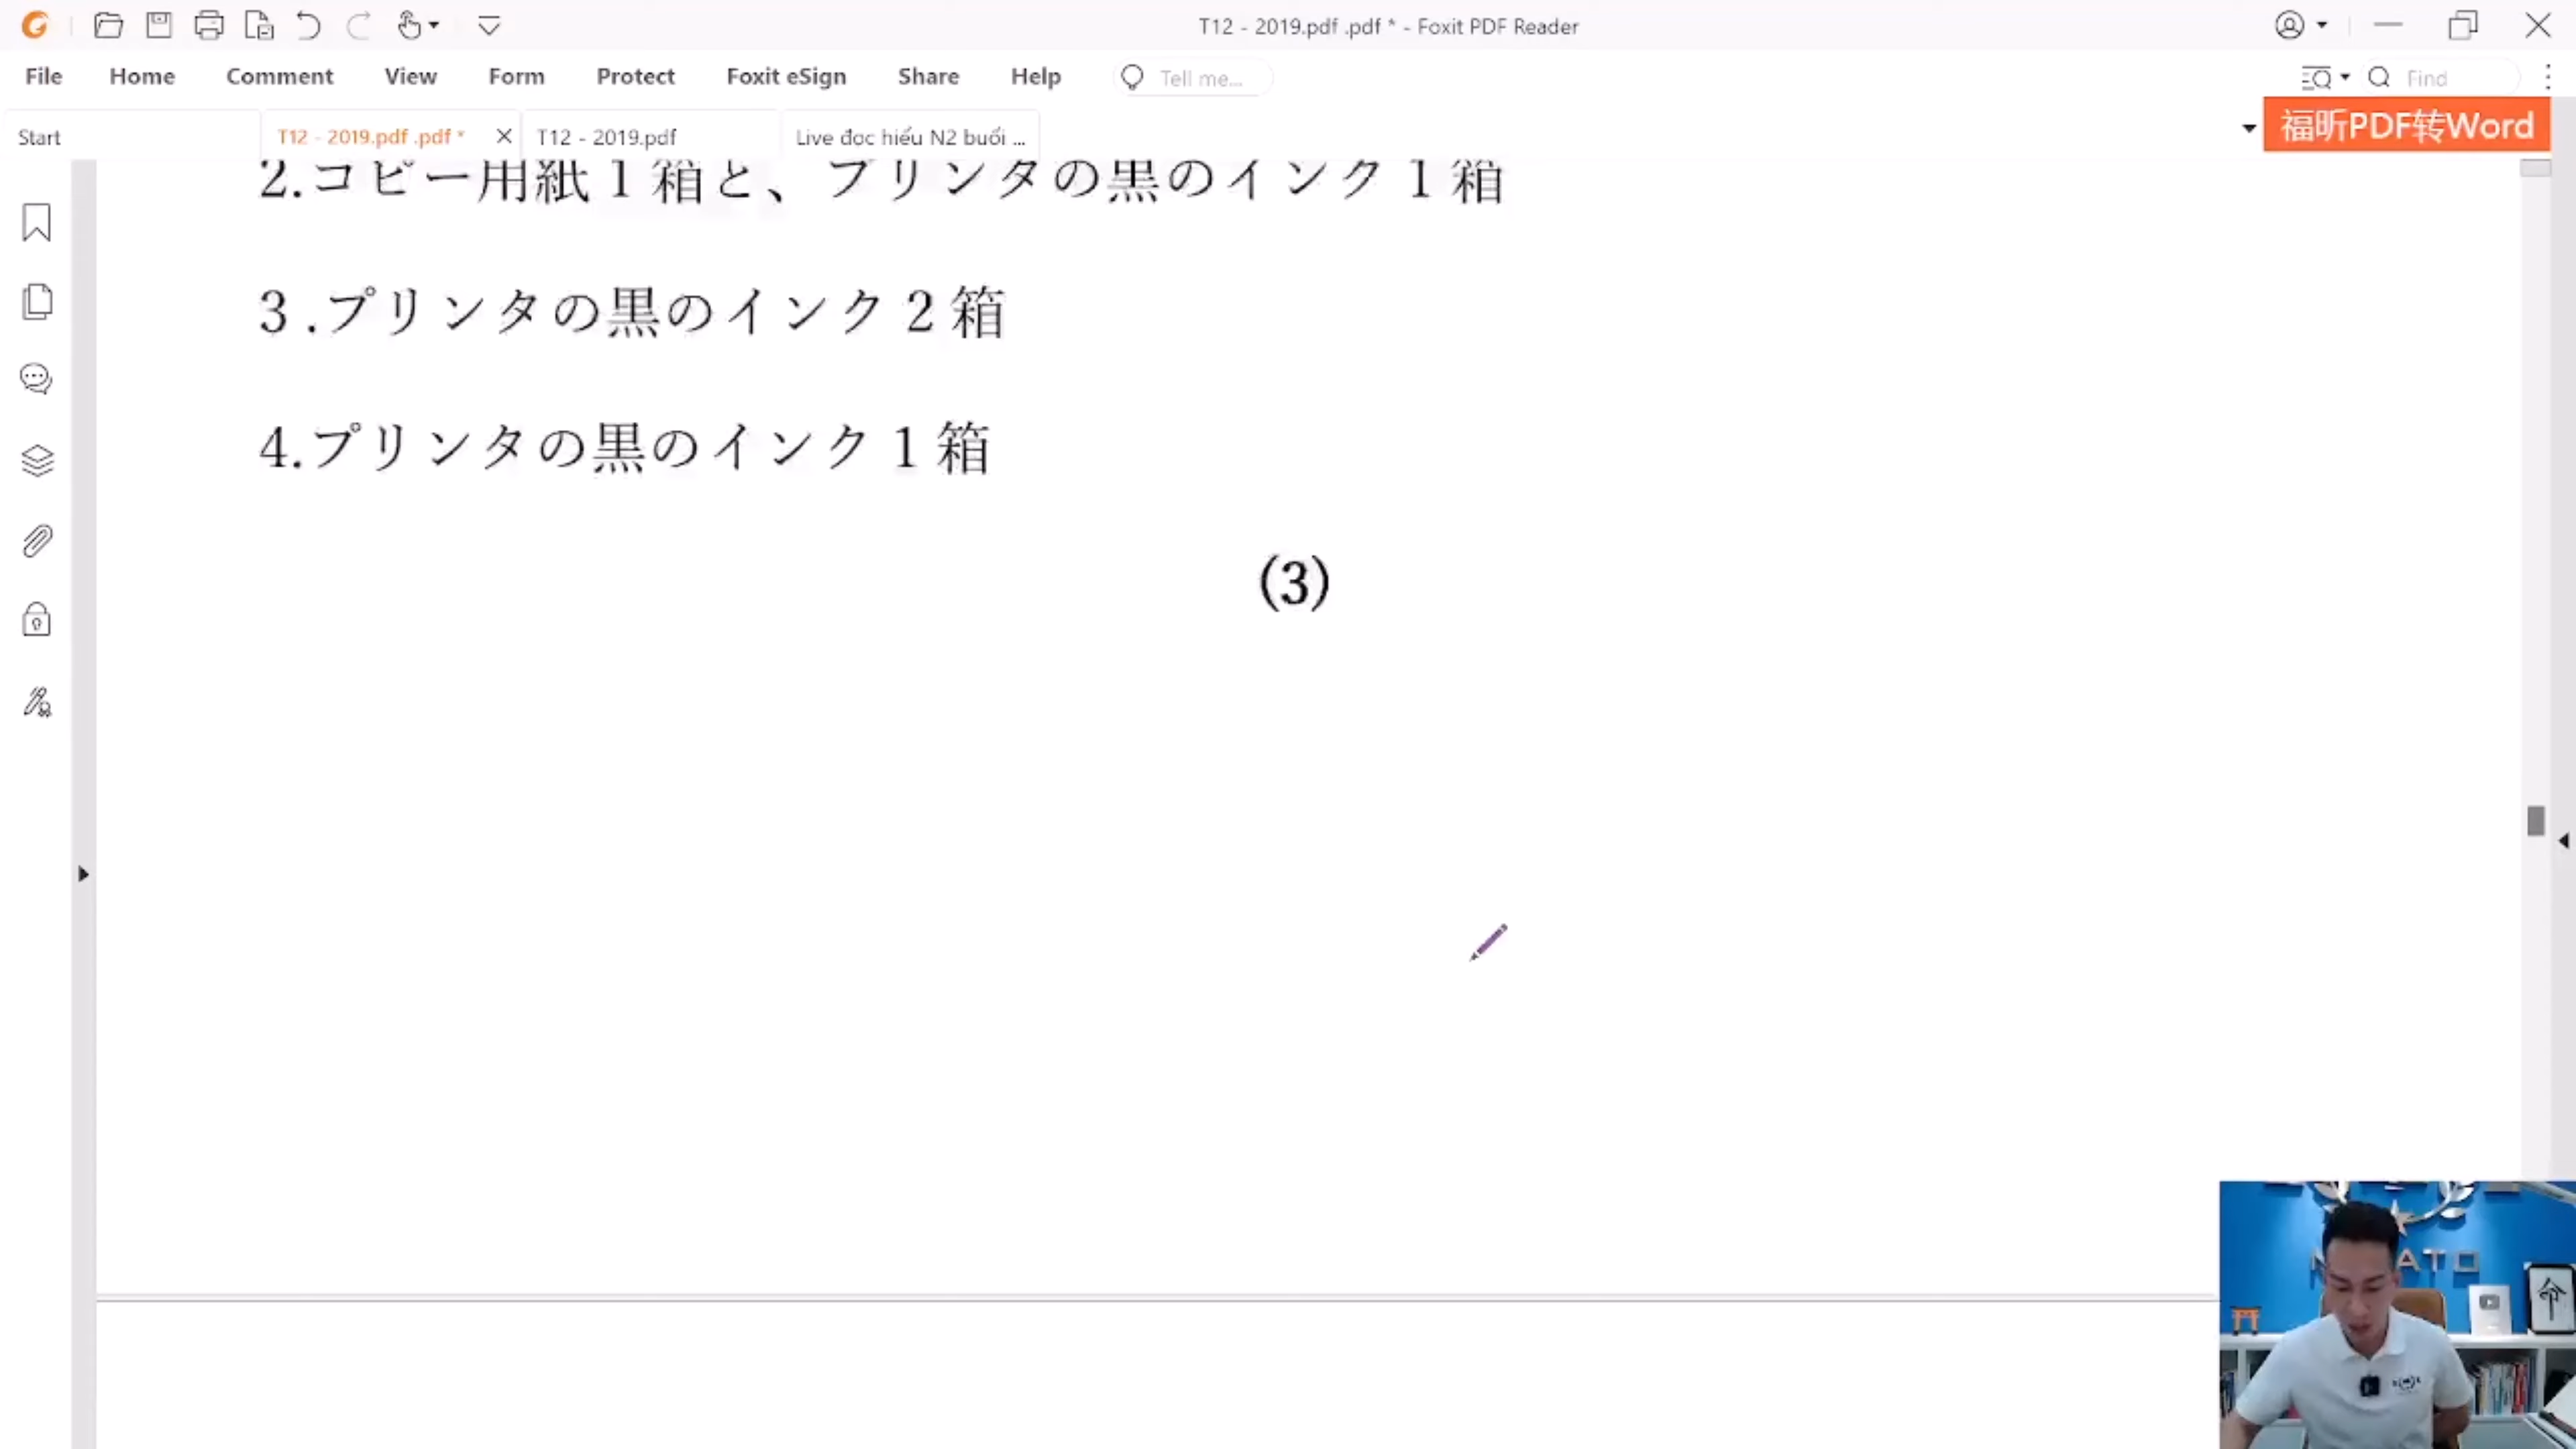 T12 - 2019.pdf .pdf * - Foxit PDF Reader
File Home Comment View Form Protect Foxit eSign Share Help Tell me... Find
Start T12 - 2019.pdf .pdf * T12 - 2019.pdf Live đọc hiểu N2 buổi ... 福昕PDF转Word
2.コピー用紙1箱と、プリンタの黒のインク1箱
3.プリンタの黒のインク2箱
4.プリンタの黒のインク1箱
(3)
命